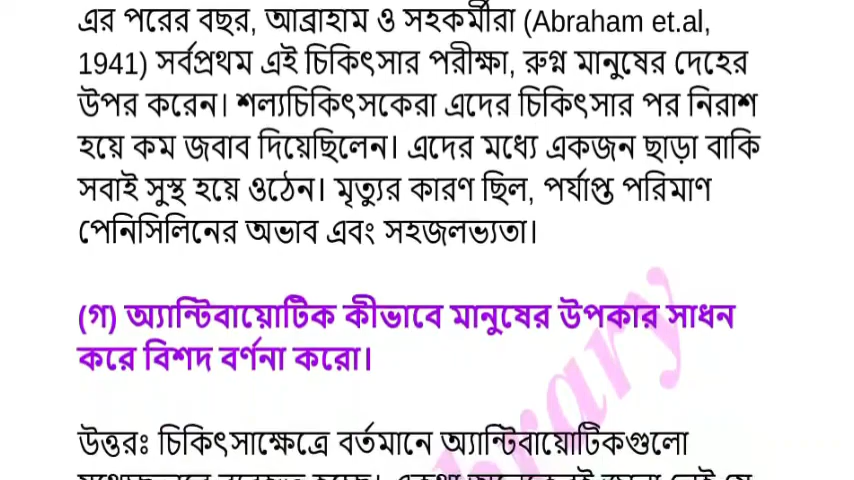 এর পরের বছর, আব্রাহাম ও সহকর্মীরা (Abraham et.al,
1941) সর্বপ্রথম এই চিকিৎসার পরীক্ষা, রুগ্ন মানুষের দেহের
উপর করেন। শল্যচিকিৎসকেরা এদের চিকিৎসার পর নিরাশ
হয়ে কম জবাব দিয়েছিলেন। এদের মধ্যে একজন ছাড়া বাকি
সবাই সুস্থ হয়ে ওঠেন। মৃত্যুর কারণ ছিল, পর্যাপ্ত পরিমাণ
পেনিসিলিনের অভাব এবং সহজলভ্যতা।
(গ) অ্যান্টিবায়োটিক কীভাবে মানুষের উপকার সাধন
করে বিশদ বর্ণনা করো।
উত্তরঃ চিকিৎসাক্ষেত্রে বর্তমানে অ্যান্টিবায়োটিকগুলো